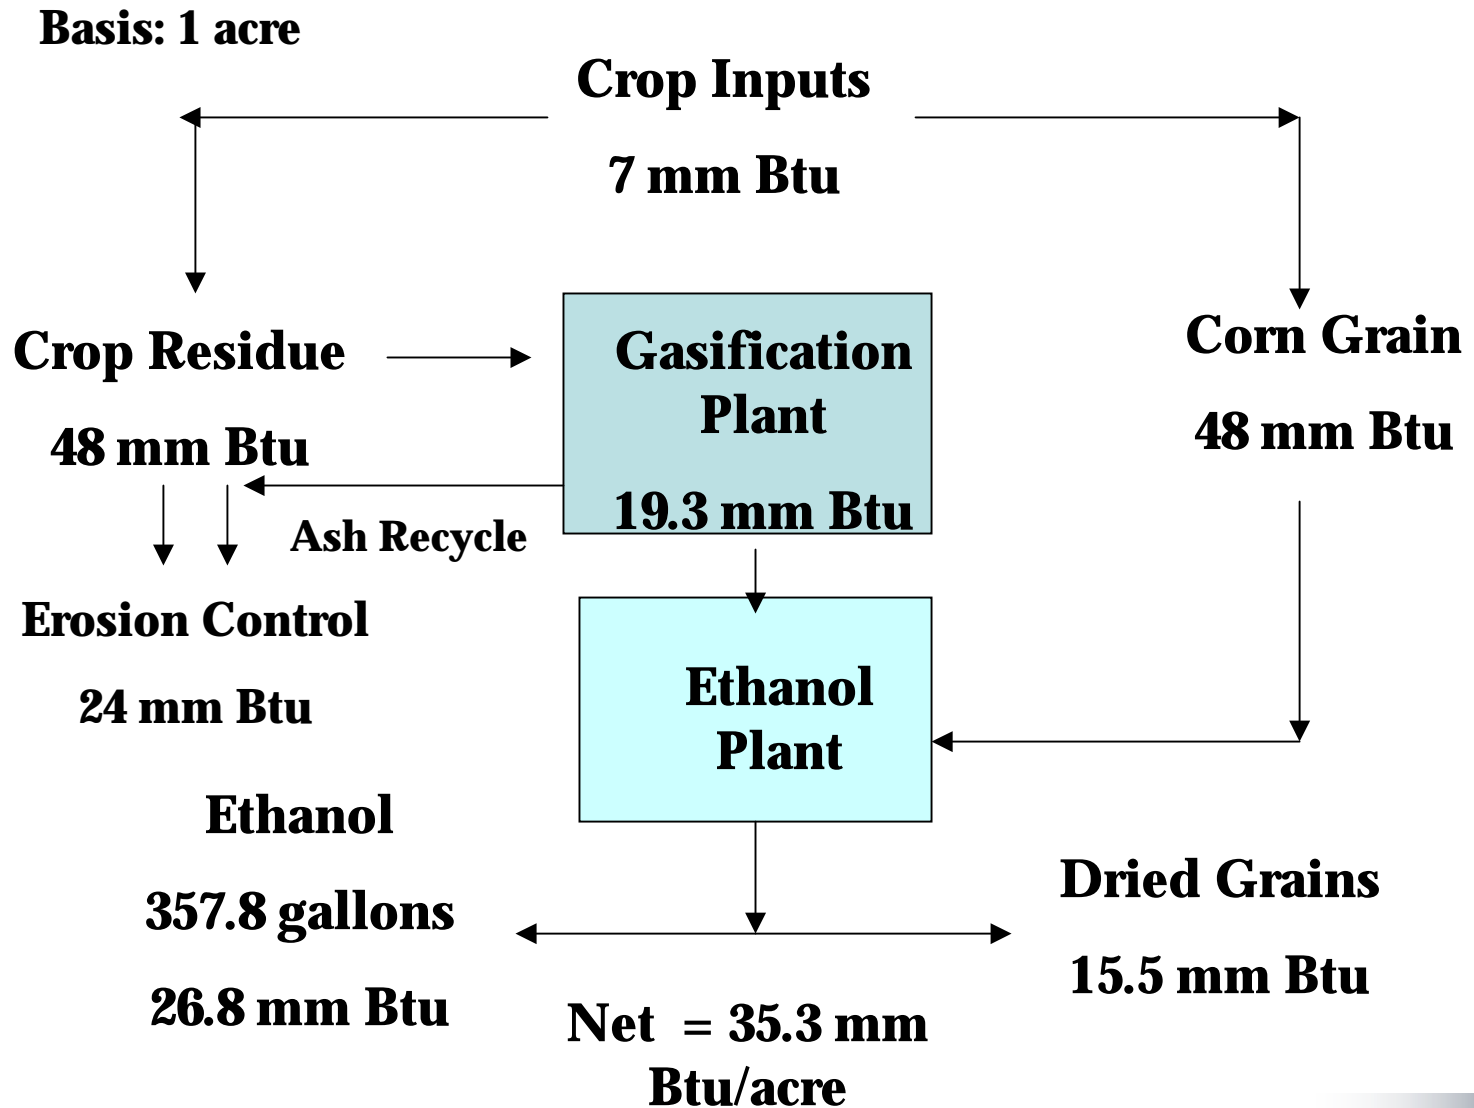 Basis: 1 acre
Crop Inputs
7 mm Btu
Crop Residue
48 mm Btu
Gasification
Plant
19.3 mm Btu
Corn Grain
48 mm Btu
Ash Recycle
Erosion Control
24 mm Btu
Ethanol
Plant
Ethanol
357.8 gallons
26.8 mm Btu
Dried Grains
15.5 mm Btu
Net = 35.3 mm
Btu/acre